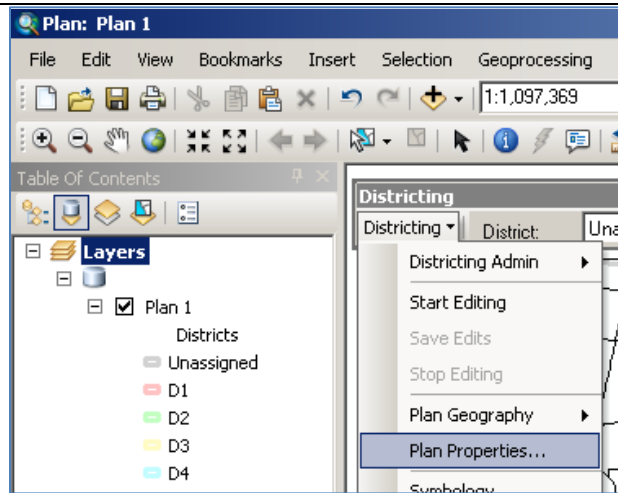 Plan: Plan 1
File Edit View Bookmarks Insert Selection Geoprocessing
1:1,097,369
Table Of Contents
Layers
Plan 1
Districts
Unassigned
D1
D2
D3
D4
Districting
Districting District: Una
Districting Admin
Start Editing
Save Edits
Stop Editing
Plan Geography
Plan Properties...
Symbology